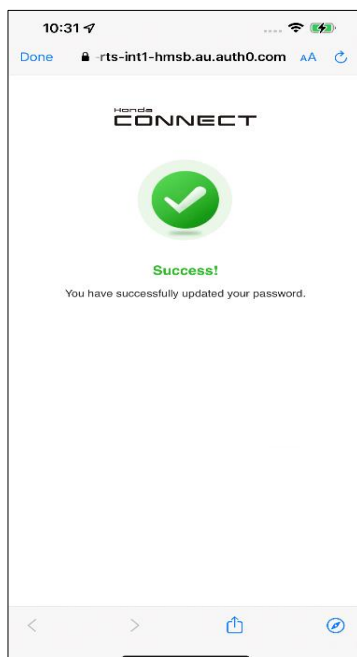 10:31
Done
-rts-int1-hmsb.au.auth0.com
AA
Honda
CONNECT
Success!
You have successfully updated your password.